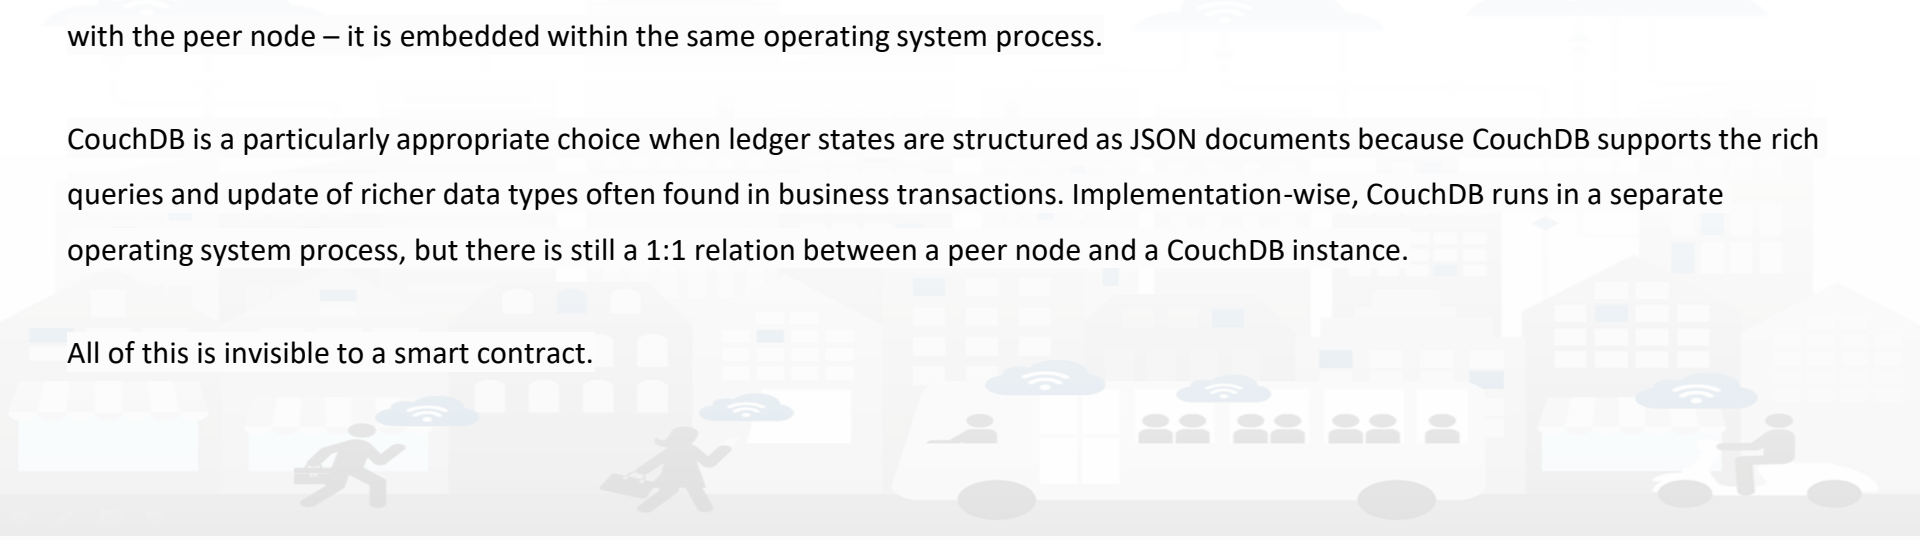 with the peer node – it is embedded within the same operating system process.
CouchDB is a particularly appropriate choice when ledger states are structured as JSON documents because CouchDB supports the rich
queries and update of richer data types often found in business transactions. Implementation-wise, CouchDB runs in a separate
operating system process, but there is still a 1:1 relation between a peer node and a CouchDB instance.
All of this is invisible to a smart contract.